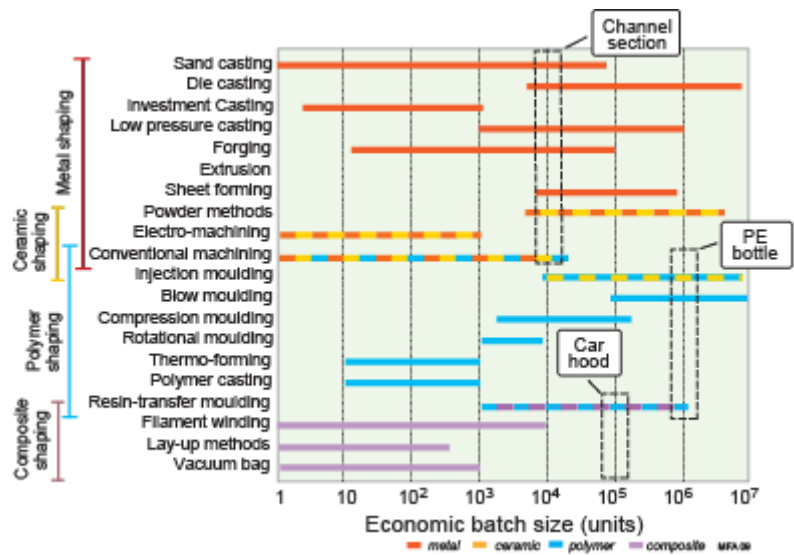 Channel
section
Sand casting
Die casting
Investment Casting
Low pressure casting
Forging
Extrusion
Sheet forming
Powder methods
Electro-machining
Conventional machining
Injection moulding
Blow moulding
Compression moulding
Rotational moulding
Thermo-forming
Polymer casting
Resin-transfer moulding
Filament winding
Lay-up methods
Vacuum bag
Metal shaping
Ceramic
shaping
Polymer
shaping
Composite
shaping
PE
bottle
Car
hood
1 10 10² 10³ 10⁴ 10⁵ 10⁶ 10⁷
Economic batch size (units)
metal ceramic polymer composite